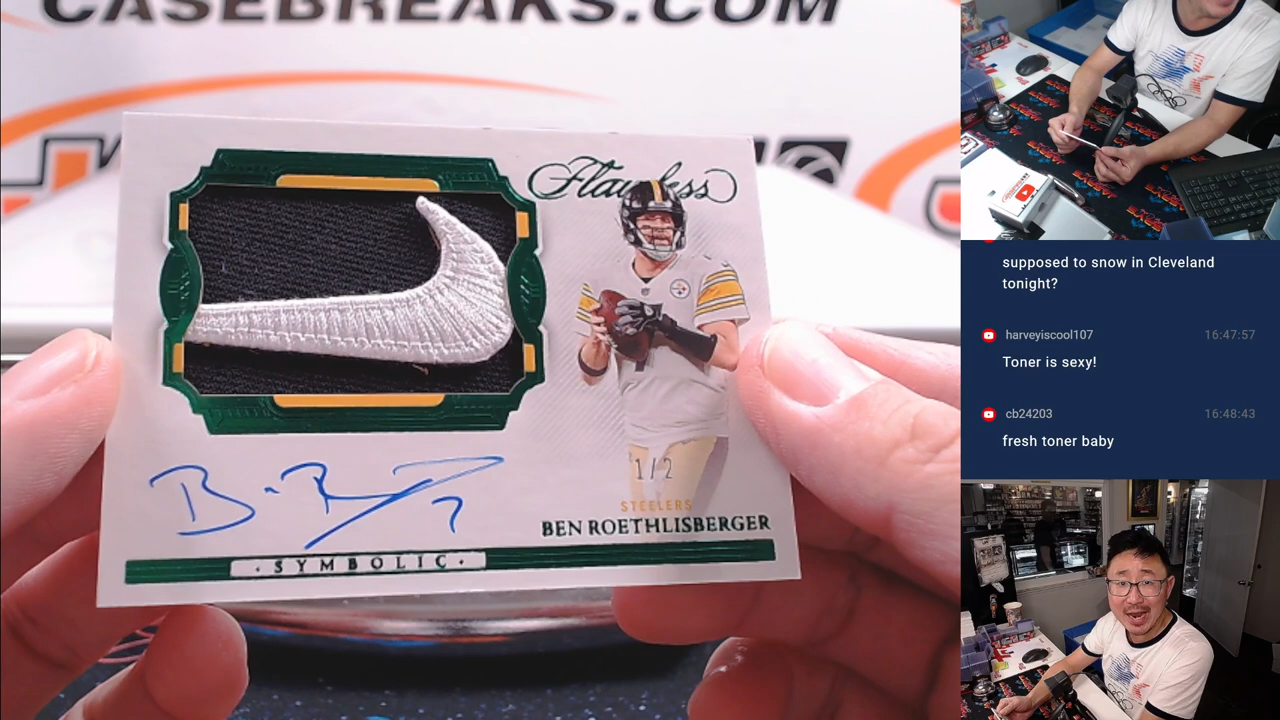 CASEBREAKS.COM
Flawless
1/2
STEELERS
BEN ROETHLISBERGER
B.R 7
· SYMBOLIC ·
supposed to snow in Cleveland
tonight?
harveyiscool107 16:47:57
Toner is sexy!
cb24203 16:48:43
fresh toner baby